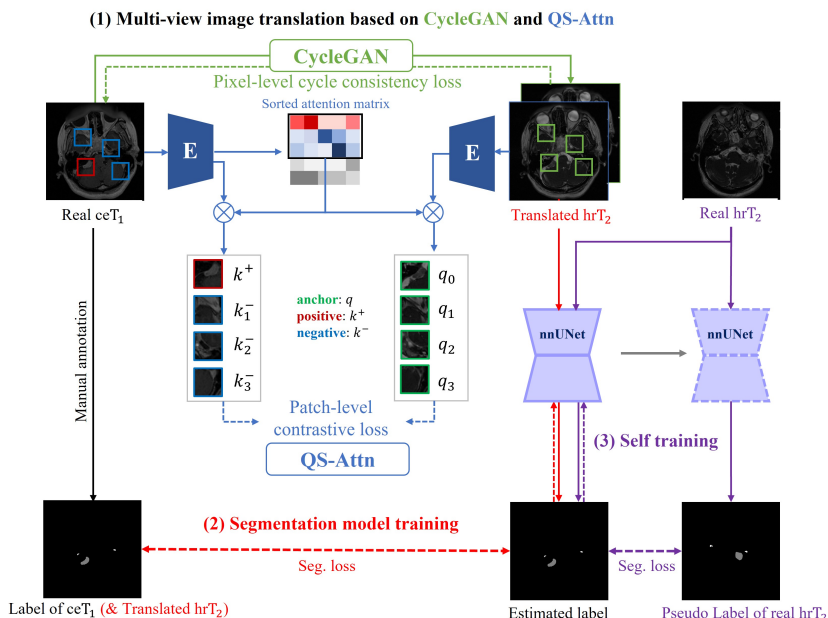 (1) Multi-view image translation based on CycleGAN and QS-Attn
CycleGAN
Pixel-level cycle consistency loss
Sorted attention matrix
E
E
Real ceT₁
Translated hrT₂
Real hrT₂
k⁺
k₁⁻
k₂⁻
k₃⁻
anchor: q
positive: k⁺
negative: k⁻
q₀
q₁
q₂
q₃
nnUNet
nnUNet
Manual annotation
Patch-level
contrastive loss
QS-Attn
(3) Self training
(2) Segmentation model training
Seg. loss
Seg. loss
Label of ceT₁ (& Translated hrT₂)
Estimated label
Pseudo Label of real hrT₂